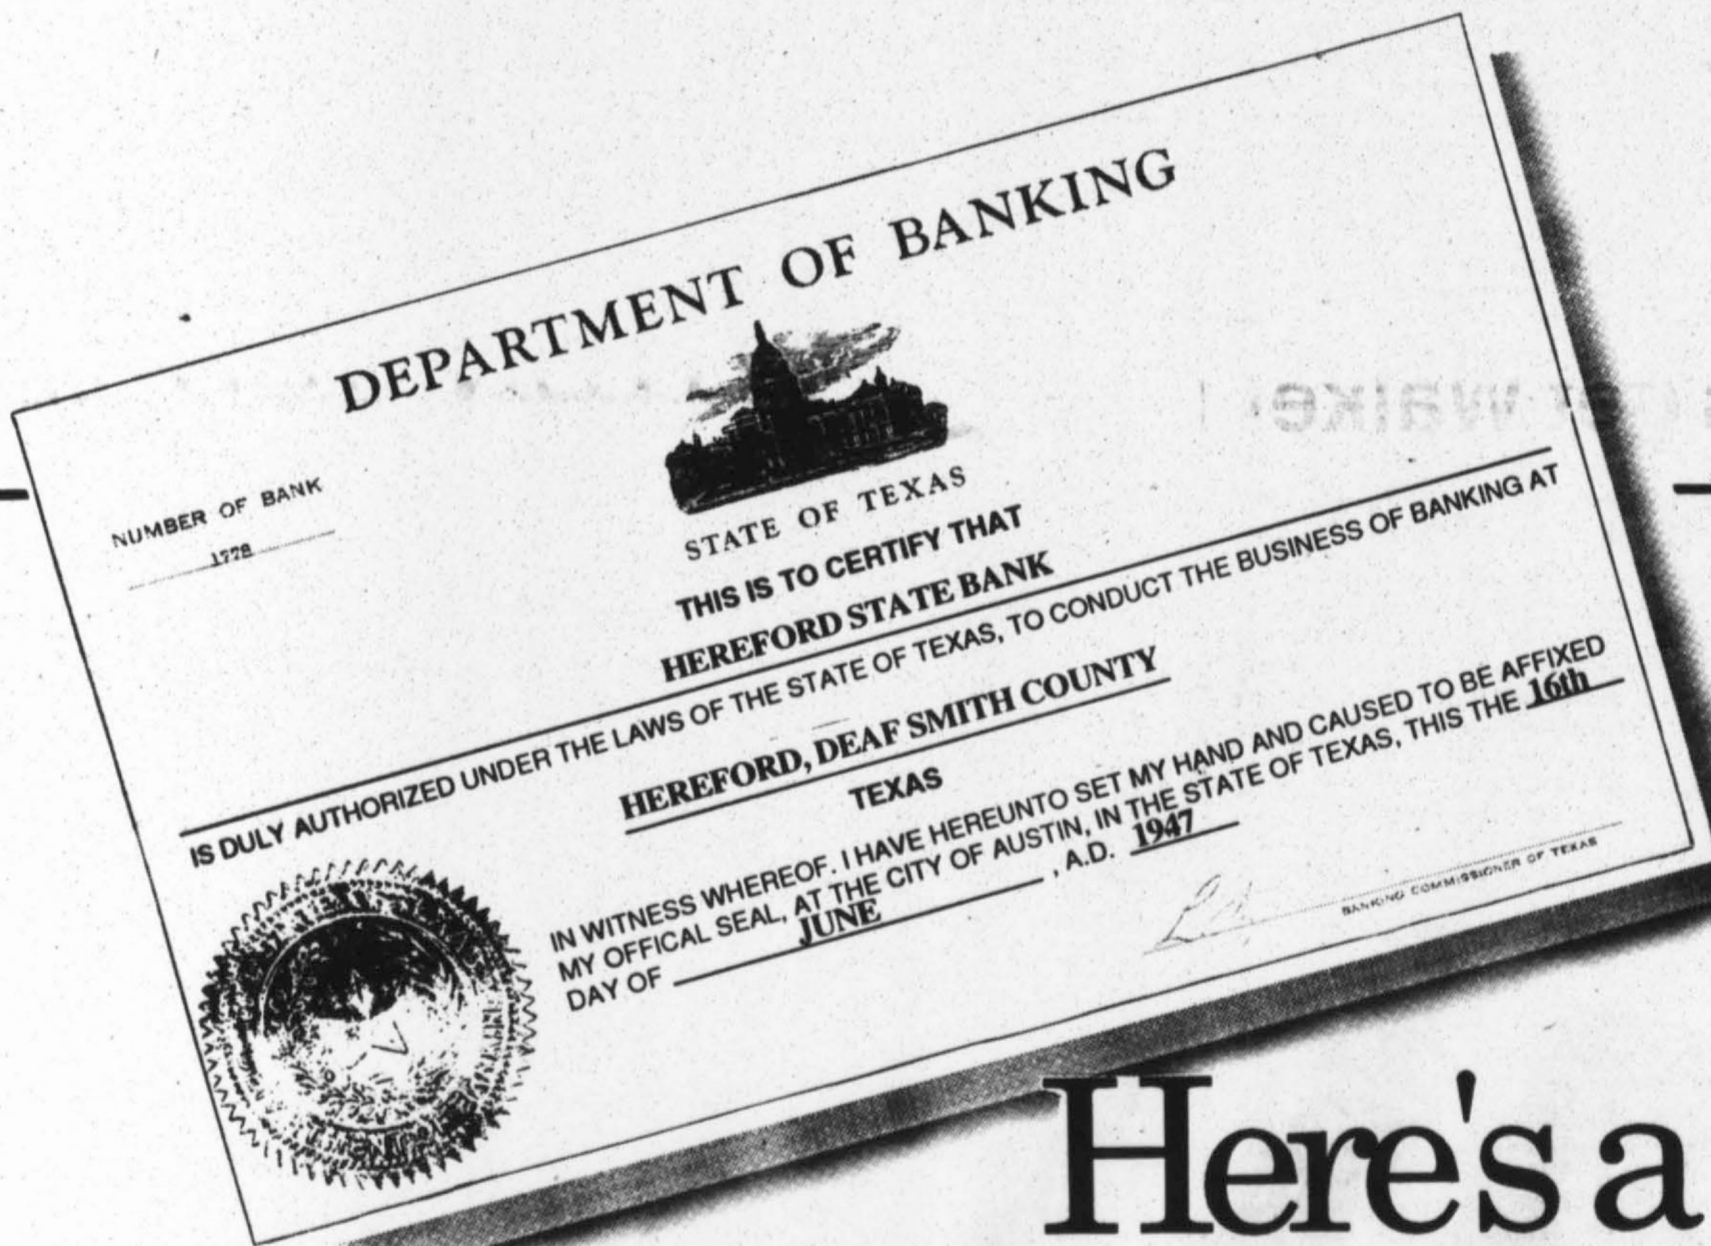 DEPARTMENT OF BANKING
NUMBER OF BANK
1778
STATE OF TEXAS
THIS IS TO CERTIFY THAT
HEREFORD STATE BANK
IS DULY AUTHORIZED UNDER THE LAWS OF THE STATE OF TEXAS, TO CONDUCT THE BUSINESS OF BANKING AT
HEREFORD, DEAF SMITH COUNTY
TEXAS
IN WITNESS WHEREOF. I HAVE HEREUNTO SET MY HAND AND CAUSED TO BE AFFIXED
MY OFFICAL SEAL, AT THE CITY OF AUSTIN, IN THE STATE OF TEXAS, THIS THE 16th
DAY OF JUNE , A.D. 1947
BANKING COMMISSIONER OF TEXAS
Here's a